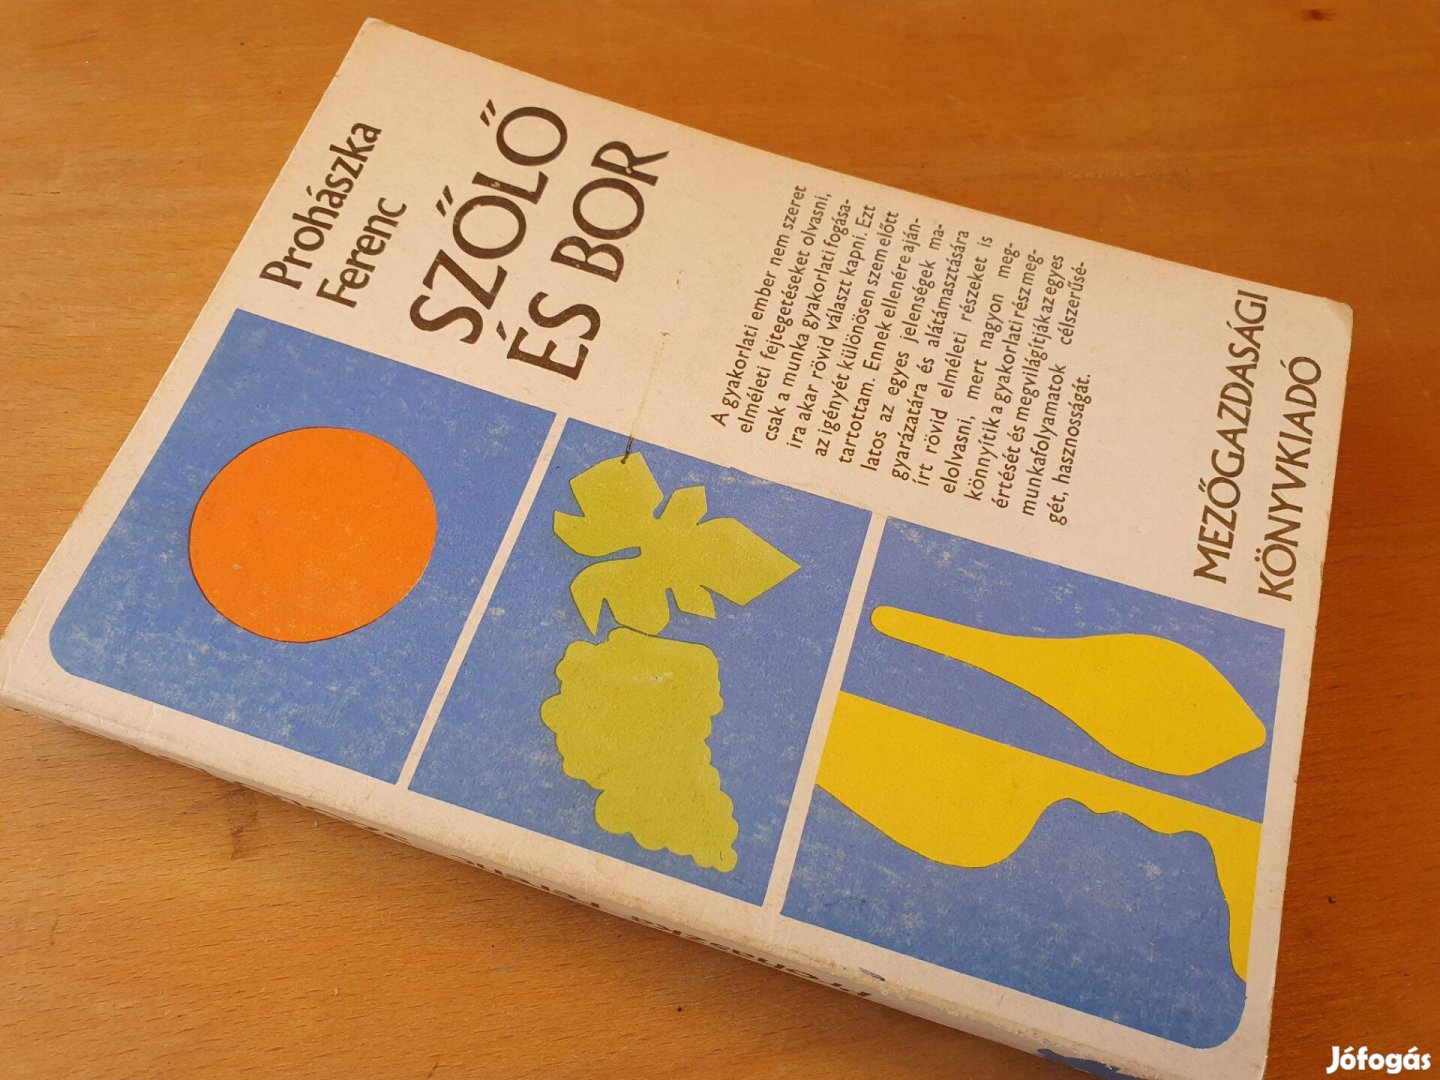 Prohászka
Ferenc
SZŐLŐ
ÉS BOR
A gyakorlati ember nem szeret
elméleti fejtegetéseket olvasni,
csak a munka gyakorlati fogása-
ira akar rövid választ kapni. Ezt
az igényét különösen szem előtt
tartottam. Ennek ellenére aján-
latos az egyes jelenségek ma-
gyarázatára és alátámasztására
írt rövid elméleti részeket is
elolvasni, mert nagyon meg-
könnyítik a gyakorlati rész meg-
értését és megvilágítják az egyes
munkafolyamatok célszerűsé-
gét, hasznosságát.
MEZŐGAZDASÁGI
KÖNYVKIADÓ
Prohászka Ferenc
Jófogás